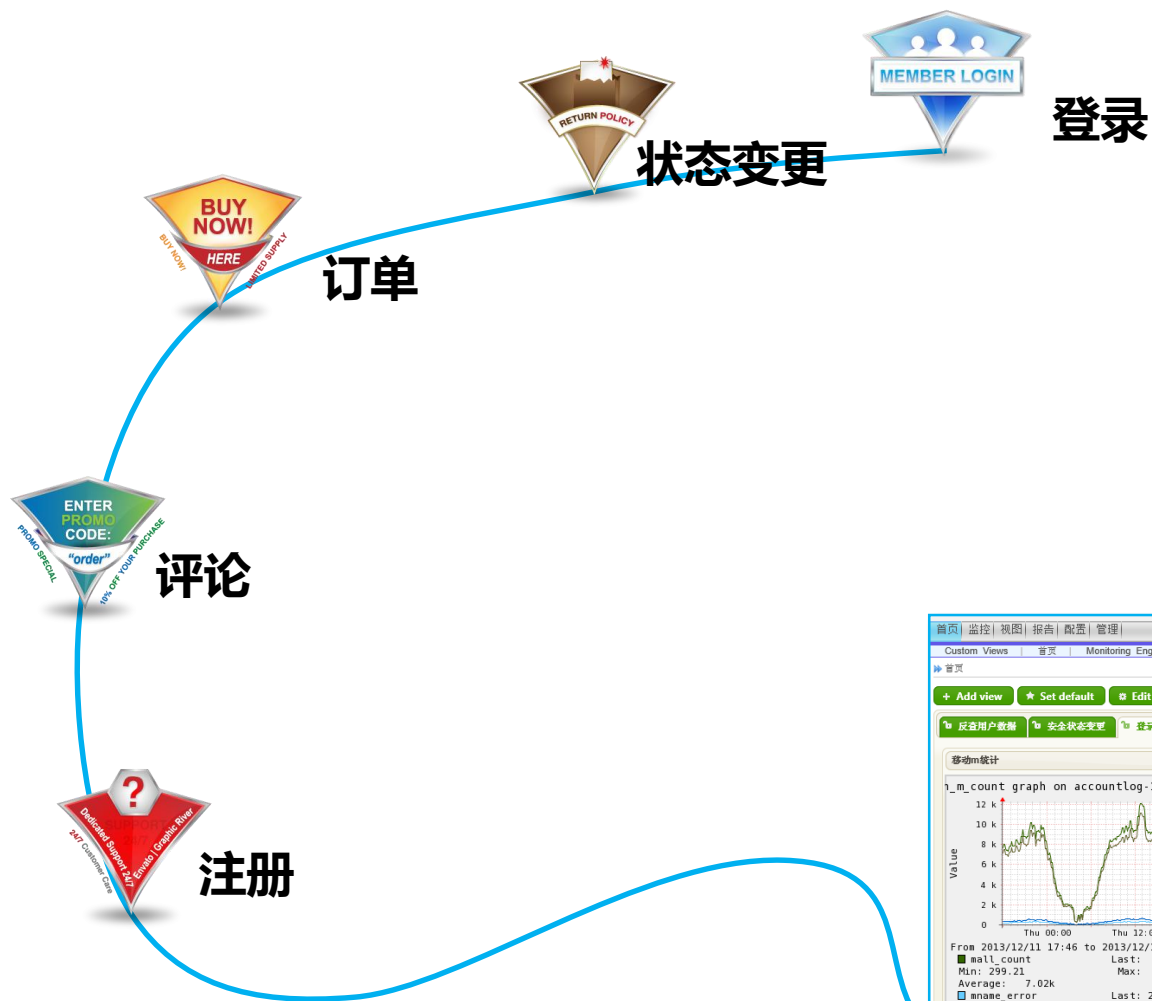 MEMBER LOGIN
登录
RETURN POLICY
状态变更
BUY
NOW!
HERE
BUY NOW!
LIMITED SUPPLY
订单
ENTER
PROMO
CODE:
"order"
PROMO SPECIAL
10% OFF YOUR PURCHASE
评论
?
SUPPORT
Dedicated Support 24/7
Envato | Graphic River
24/7 Customer Care
注册
首页| 监控| 视图| 报告| 配置| 管理|
Custom Views | 首页 | Monitoring Eng
首页
+ Add view ★ Set default Edit
反查用户数据 安全状态变更 登录
移动m统计
_m_count graph on accountlog-
12 k
10 k
8 k
6 k
4 k
2 k
0
Value
Thu 00:00 Thu 12:0
From 2013/12/11 17:46 to 2013/12/
mall_count Last:
Min: 299.21 Max:
Average: 7.02k
mname_error Last: 2